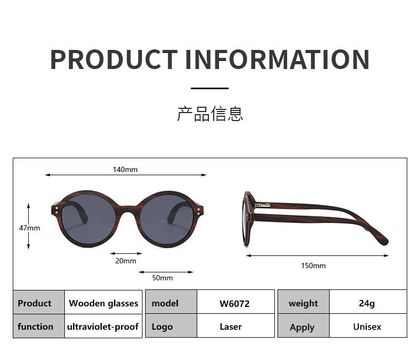 PRODUCT INFORMATION
产品信息
140mm
47mm
20mm
50mm
150mm
Product Wooden glasses model W6072 weight 24g
function ultraviolet-proof Logo Laser Apply Unisex